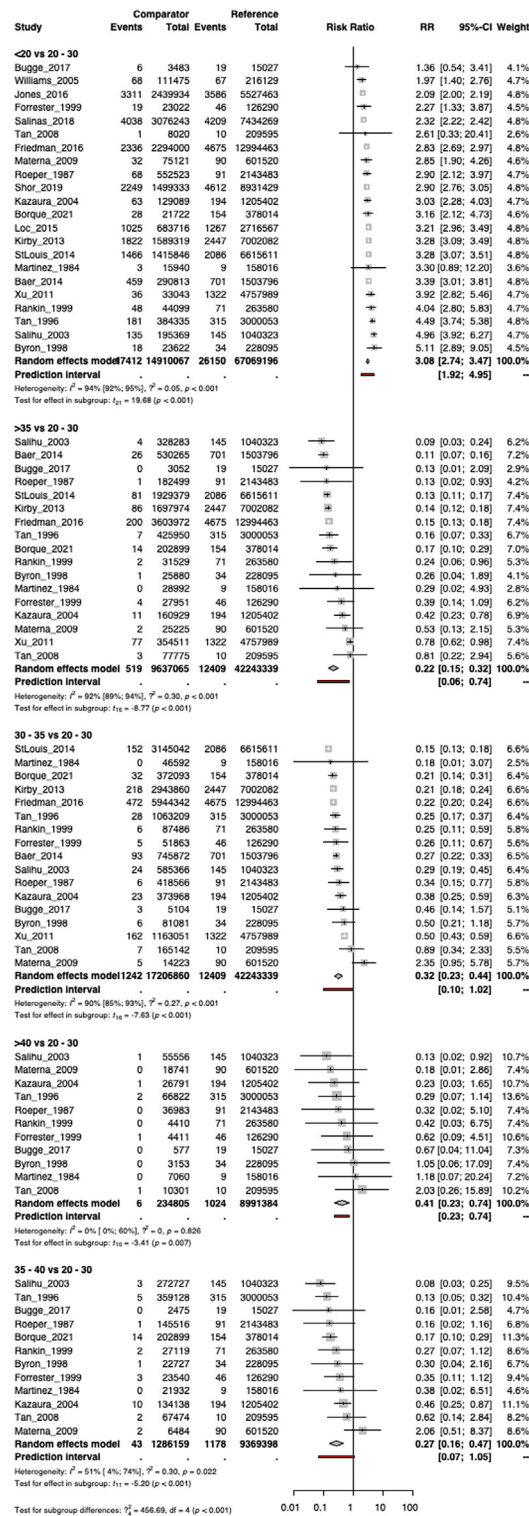 Comparator Reference
Study Events Total Events Total Risk Ratio RR 95%-CI Weight
<20 vs 20 - 30
Bugge_2017 6 3483 19 15027 1.36 [0.54; 3.41] 4.1%
Williams_2005 68 111475 67 216129 1.97 [1.40; 2.76] 4.7%
Jones_2016 3311 2439934 3586 5527463 2.09 [2.00; 2.19] 4.8%
Forrester_1999 19 23022 46 126290 2.27 [1.33; 3.87] 4.6%
Salinas_2018 4038 3076243 4209 7434269 2.32 [2.22; 2.42] 4.8%
Tan_2008 1 8020 10 209595 2.61 [0.33; 20.41] 2.4%
Friedman_2016 2336 2294000 4675 12994463 2.83 [2.69; 2.97] 4.8%
Materna_2009 32 75121 90 601520 2.85 [1.90; 4.26] 4.7%
Roeper_1987 68 552523 91 2143483 2.90 [2.12; 3.97] 4.7%
Shor_2019 2249 1499333 4612 8931429 2.90 [2.76; 3.05] 4.8%
Kazaura_2004 63 129089 194 1205402 3.03 [2.28; 4.03] 4.7%
Borque_2021 28 21722 154 378014 3.16 [2.12; 4.73] 4.7%
Loc_2015 1025 683716 1267 2716567 3.21 [2.96; 3.49] 4.8%
Kirby_2013 1822 1589319 2447 7002082 3.28 [3.09; 3.49] 4.8%
StLouis_2014 1466 1415846 2086 6615611 3.28 [3.07; 3.51] 4.8%
Martinez_1984 3 15940 9 158016 3.30 [0.89; 12.20] 3.5%
Baer_2014 459 290813 701 1503796 3.39 [3.01; 3.81] 4.8%
Xu_2011 36 33043 1322 4757989 3.92 [2.82; 5.46] 4.7%
Rankin_1999 48 44099 71 263580 4.04 [2.80; 5.83] 4.7%
Tan_1996 181 384335 315 3000053 4.49 [3.74; 5.38] 4.8%
Salihu_2003 135 195369 145 1040323 4.96 [3.92; 6.27] 4.7%
Byron_1998 18 23622 34 228095 5.11 [2.89; 9.05] 4.5%
Random effects model 17412 14910067 26150 67069196 3.08 [2.74; 3.47] 100.0%
Prediction interval . . . . [1.92; 4.95] --
Heterogeneity: I² = 94% [92%; 95%], ?² = 0.05, p < 0.001
Test for effect in subgroup: t21 = 19.68 (p < 0.001)
>35 vs 20 - 30
Salihu_2003 4 328283 145 1040323 0.09 [0.03; 0.24] 6.2%
Baer_2014 26 530265 701 1503796 0.11 [0.07; 0.16] 7.2%
Bugge_2017 0 3052 19 15027 0.13 [0.01; 2.09] 2.9%
Roeper_1987 1 182499 91 2143483 0.13 [0.02; 0.93] 4.2%
StLouis_2014 81 1929379 2086 6615611 0.13 [0.11; 0.17] 7.5%
Kirby_2013 86 1697974 2447 7002082 0.14 [0.12; 0.18] 7.5%
Friedman_2016 200 3603972 4675 12994463 0.15 [0.13; 0.18] 7.5%
Tan_1996 7 425950 315 3000053 0.16 [0.07; 0.33] 6.7%
Borque_2021 14 202899 154 378014 0.17 [0.10; 0.29] 7.0%
Rankin_1999 2 31529 71 263580 0.24 [0.06; 0.96] 5.3%
Byron_1998 1 25880 34 228095 0.26 [0.04; 1.89] 4.1%
Martinez_1984 0 28992 9 158016 0.29 [0.02; 4.93] 2.8%
Forrester_1999 4 27951 46 126290 0.39 [0.14; 1.09] 6.1%
Kazaura_2004 11 160929 194 1205402 0.42 [0.23; 0.78] 6.9%
Materna_2009 2 25225 90 601520 0.53 [0.13; 2.15] 5.3%
Xu_2011 77 354511 1322 4757989 0.78 [0.62; 0.98] 7.4%
Tan_2008 3 77775 10 209595 0.81 [0.22; 2.94] 5.5%
Random effects model 519 9637065 12409 42243339 0.22 [0.15; 0.32] 100.0%
Prediction interval . . . . [0.06; 0.74] --
Heterogeneity: I² = 92% [89%; 94%], ?² = 0.30, p < 0.001
Test for effect in subgroup: t16 = -8.77 (p < 0.001)
30 - 35 vs 20 - 30
StLouis_2014 152 3145042 2086 6615611 0.15 [0.13; 0.18] 6.6%
Martinez_1984 0 46592 9 158016 0.18 [0.01; 3.07] 2.5%
Borque_2021 32 372093 154 378014 0.21 [0.14; 0.31] 6.4%
Kirby_2013 218 2943860 2447 7002082 0.21 [0.18; 0.24] 6.6%
Friedman_2016 472 5944342 4675 12994463 0.22 [0.20; 0.24] 6.6%
Tan_1996 28 1063209 315 3000053 0.25 [0.17; 0.37] 6.4%
Rankin_1999 6 87486 71 263580 0.25 [0.11; 0.59] 5.7%
Forrester_1999 5 51863 46 126290 0.26 [0.11; 0.67] 5.6%
Baer_2014 93 745872 701 1503796 0.27 [0.22; 0.33] 6.5%
Salihu_2003 24 585366 145 1040323 0.29 [0.19; 0.45] 6.4%
Roeper_1987 6 418566 91 2143483 0.34 [0.15; 0.77] 5.8%
Kazaura_2004 23 373968 194 1205402 0.38 [0.25; 0.59] 6.4%
Bugge_2017 3 5104 19 15027 0.46 [0.14; 1.57] 5.0%
Byron_1998 6 81081 34 228095 0.50 [0.21; 1.18] 5.7%
Xu_2011 162 1163051 1322 4757989 0.50 [0.43; 0.59] 6.6%
Tan_2008 7 165142 10 209595 0.89 [0.34; 2.33] 5.5%
Materna_2009 5 14223 90 601520 2.35 [0.95; 5.78] 5.7%
Random effects model 1242 17206860 12409 42243339 0.32 [0.23; 0.44] 100.0%
Prediction interval . . . . [0.10; 1.02] --
Heterogeneity: I² = 90% [85%; 93%], ?² = 0.27, p < 0.001
Test for effect in subgroup: t16 = -7.63 (p < 0.001)
>40 vs 20 - 30
Salihu_2003 1 55556 145 1040323 0.13 [0.02; 0.92] 10.7%
Materna_2009 0 18741 90 601520 0.18 [0.01; 2.86] 7.4%
Kazaura_2004 1 26791 194 1205402 0.23 [0.03; 1.65] 10.7%
Tan_1996 2 66822 315 3000053 0.29 [0.07; 1.14] 13.6%
Roeper_1987 0 36983 91 2143483 0.32 [0.02; 5.10] 7.4%
Rankin_1999 0 4410 71 263580 0.42 [0.03; 6.75] 7.4%
Forrester_1999 1 4411 46 126290 0.62 [0.09; 4.51] 10.6%
Bugge_2017 0 577 19 15027 0.67 [0.04; 11.04] 7.3%
Byron_1998 0 3153 34 228095 1.05 [0.06; 17.09] 7.4%
Martinez_1984 0 7060 9 158016 1.18 [0.07; 20.24] 7.2%
Tan_2008 1 10301 10 209595 2.03 [0.26; 15.89] 10.2%
Random effects model 6 234805 1024 8991384 0.41 [0.23; 0.74] 100.0%
Prediction interval . . . . [0.23; 0.74] --
Heterogeneity: I² = 0% [ 0%; 60%], ?² = 0, p = 0.826
Test for effect in subgroup: t10 = -3.41 (p = 0.007)
35 - 40 vs 20 - 30
Salihu_2003 3 272727 145 1040323 0.08 [0.03; 0.25] 9.5%
Tan_1996 5 359128 315 3000053 0.13 [0.05; 0.32] 10.4%
Bugge_2017 0 2475 19 15027 0.16 [0.01; 2.58] 4.1%
Roeper_1987 1 145516 91 2143483 0.16 [0.02; 1.16] 6.4%
Borque_2021 14 202899 154 378014 0.17 [0.10; 0.29] 11.7%
Rankin_1999 2 27119 71 263580 0.27 [0.07; 1.12] 8.6%
Byron_1998 1 22727 34 228095 0.30 [0.04; 2.16] 6.3%
Forrester_1999 3 23540 46 126290 0.35 [0.11; 1.12] 9.4%
Martinez_1984 0 21932 9 158016 0.38 [0.02; 6.51] 4.0%
Kazaura_2004 10 134138 194 1205402 0.46 [0.25; 0.87] 11.1%
Tan_2008 2 67474 10 209595 0.62 [0.14; 2.84] 8.2%
Materna_2009 2 6484 90 601520 2.06 [0.51; 8.37] 8.6%
Random effects model 43 1286159 1178 9369398 0.27 [0.16; 0.47] 100.0%
Prediction interval . . . . [0.07; 1.05] --
Heterogeneity: I² = 51% [ 4%; 74%], ?² = 0.30, p = 0.022
Test for effect in subgroup: t11 = -5.20 (p < 0.001)
Test for subgroup differences: ?²4 = 456.69, df = 4 (p < 0.001)
0.01 0.1 1 10 100